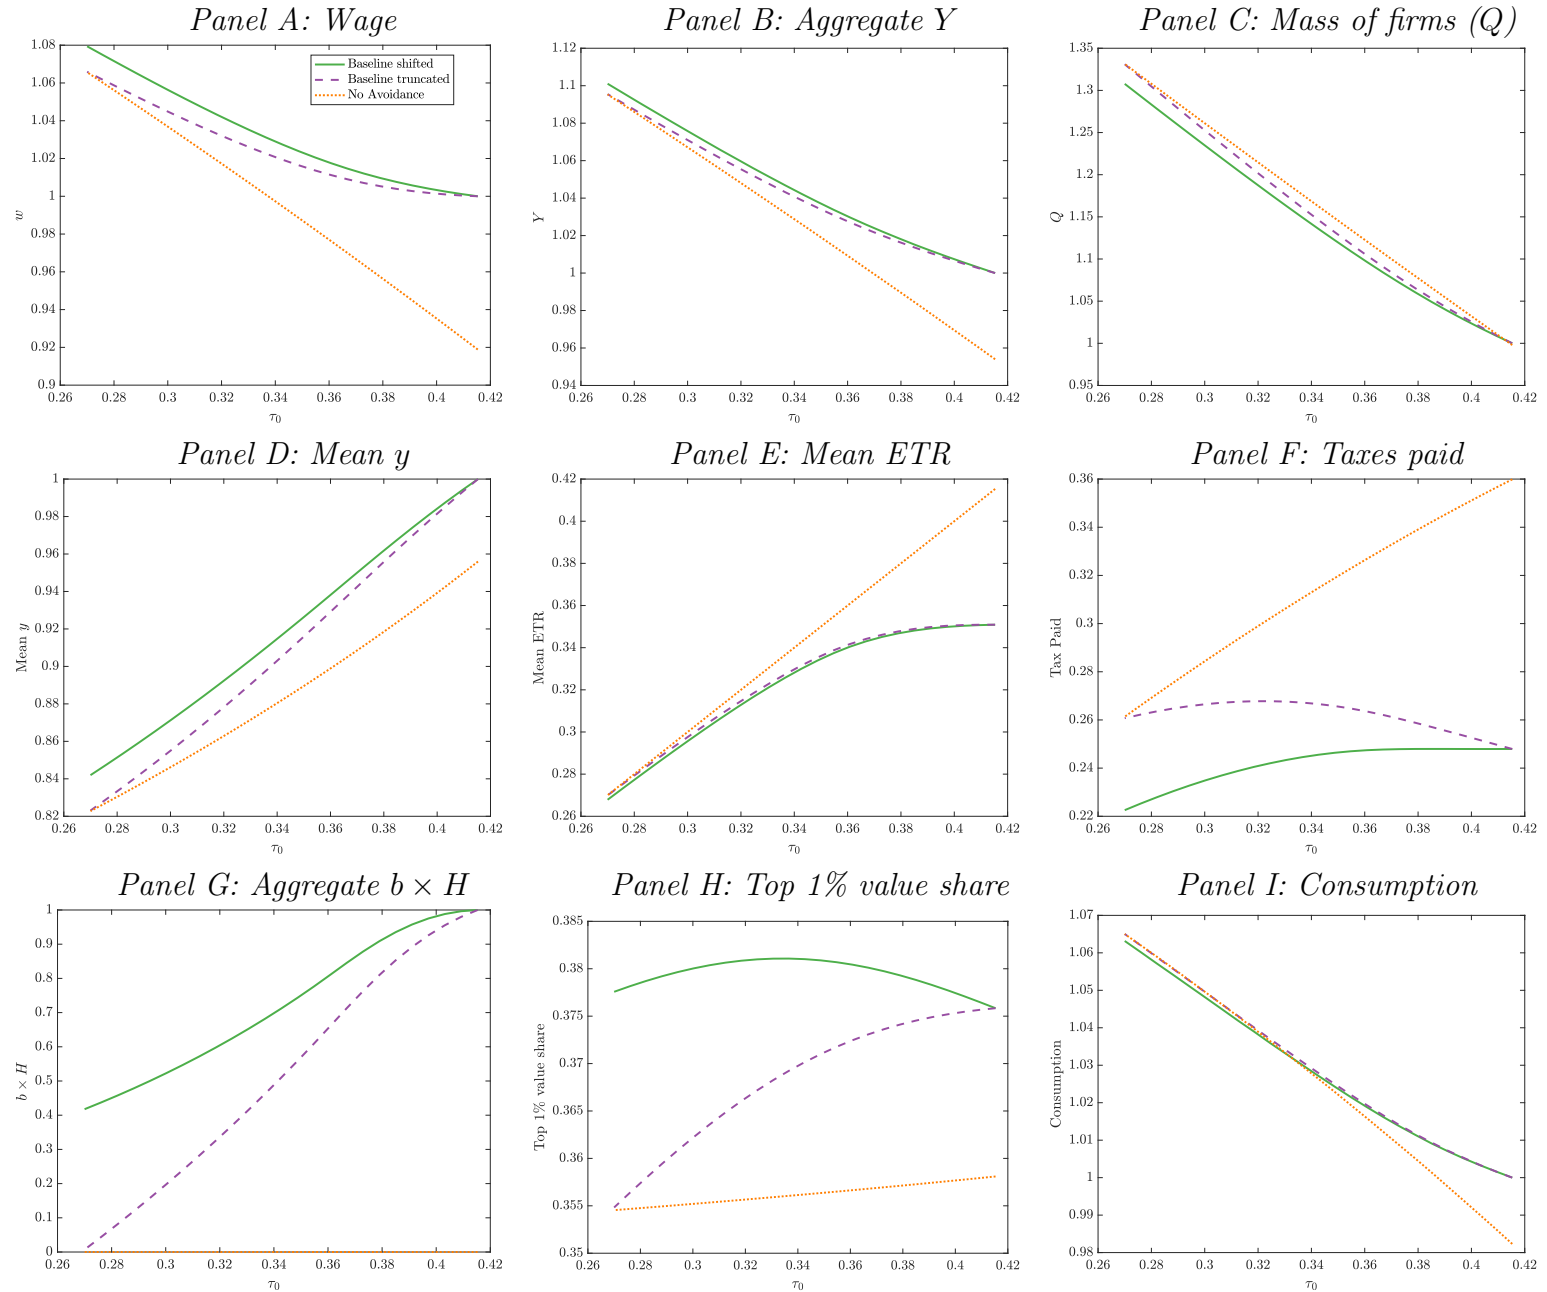 Panel A: Wage
1.08
1.06
1.04
1.02
1
0.98
0.96
0.94
0.92
0.9
w
Baseline shifted
Baseline truncated
No Avoidance
0.26 0.28 0.3 0.32 0.34 0.36 0.38 0.4 0.42
τ0
Panel B: Aggregate Y
1.12
1.1
1.08
1.06
1.04
1.02
1
0.98
0.96
0.94
Y
0.26 0.28 0.3 0.32 0.34 0.36 0.38 0.4 0.42
τ0
Panel C: Mass of firms (Q)
1.35
1.3
1.25
1.2
1.15
1.1
1.05
1
0.95
Q
0.26 0.28 0.3 0.32 0.34 0.36 0.38 0.4 0.42
τ0
Panel D: Mean y
1
0.98
0.96
0.94
0.92
0.9
0.88
0.86
0.84
0.82
Mean y
0.26 0.28 0.3 0.32 0.34 0.36 0.38 0.4 0.42
τ0
Panel E: Mean ETR
0.42
0.4
0.38
0.36
0.34
0.32
0.3
0.28
0.26
Mean ETR
0.26 0.28 0.3 0.32 0.34 0.36 0.38 0.4 0.42
τ0
Panel F: Taxes paid
0.36
0.34
0.32
0.3
0.28
0.26
0.24
0.22
Tax Paid
0.26 0.28 0.3 0.32 0.34 0.36 0.38 0.4 0.42
τ0
Panel G: Aggregate b × H
1
0.9
0.8
0.7
0.6
0.5
0.4
0.3
0.2
0.1
0
b × H
0.26 0.28 0.3 0.32 0.34 0.36 0.38 0.4 0.42
τ0
Panel H: Top 1% value share
0.385
0.38
0.375
0.37
0.365
0.36
0.355
0.35
Top 1% value share
0.26 0.28 0.3 0.32 0.34 0.36 0.38 0.4 0.42
τ0
Panel I: Consumption
1.07
1.06
1.05
1.04
1.03
1.02
1.01
1
0.99
0.98
Consumption
0.26 0.28 0.3 0.32 0.34 0.36 0.38 0.4 0.42
τ0